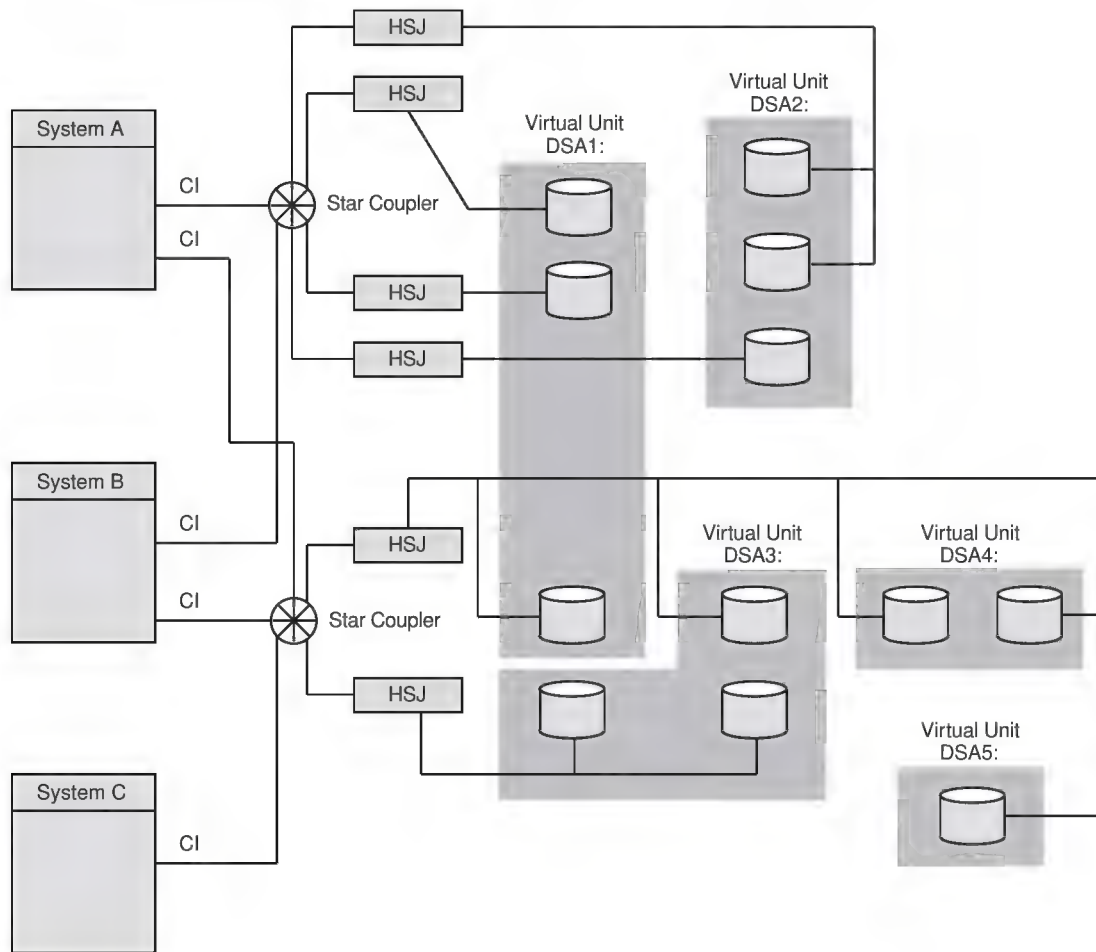 HSJ
HSJ
Virtual Unit
DSA2:
System A
Virtual Unit
DSA1:
CI
Star Coupler
CI
HSJ
HSJ
System B
CI
HSJ
Virtual Unit
DSA3:
Virtual Unit
DSA4:
CI
Star Coupler
HSJ
Virtual Unit
DSA5:
System C
CI